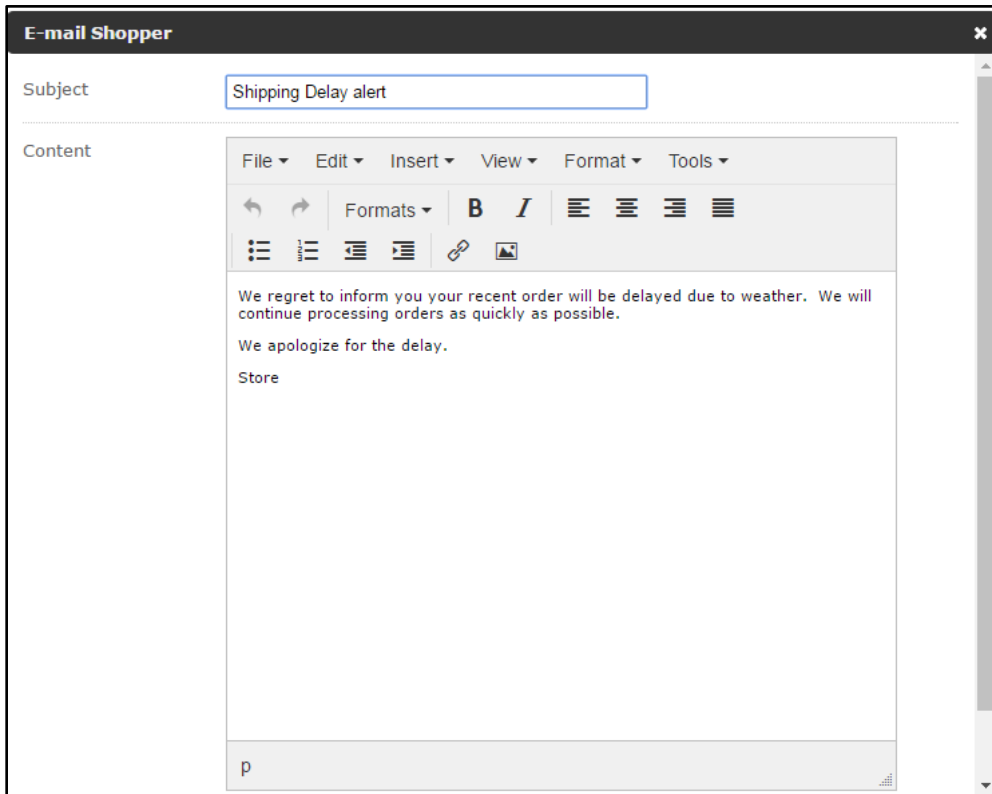 E-mail Shopper
Subject
Shipping Delay alert
Content
File Edit Insert View Format Tools
Formats B I
We regret to inform you your recent order will be delayed due to weather.  We will
continue processing orders as quickly as possible.
We apologize for the delay.
Store
p